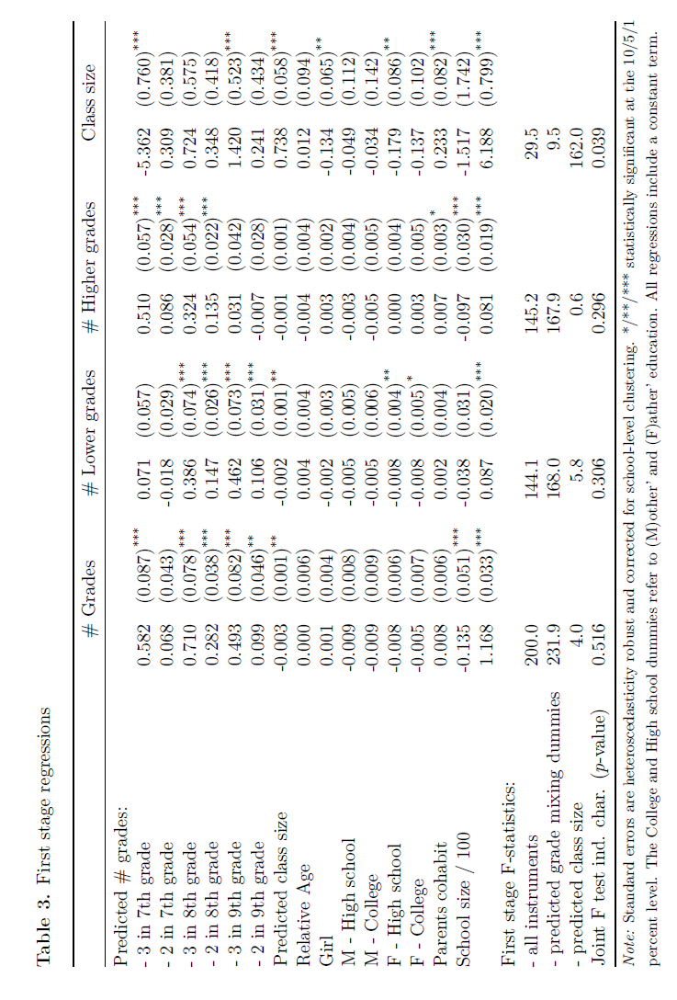 Table 3. First stage regressions
# Grades # Lower grades # Higher grades Class size
Predicted # grades:
- 3 in 7th grade 0.582 (0.087)*** 0.071 (0.057) 0.510 (0.057)*** -5.362 (0.760)***
- 2 in 7th grade 0.068 (0.043) -0.018 (0.029) 0.086 (0.028)*** 0.309 (0.381)
- 3 in 8th grade 0.710 (0.078)*** 0.386 (0.074)*** 0.324 (0.054)*** 0.724 (0.575)
- 2 in 8th grade 0.282 (0.038)*** 0.147 (0.026)*** 0.135 (0.022)*** 0.348 (0.418)
- 3 in 9th grade 0.493 (0.082)*** 0.462 (0.073)*** 0.031 (0.042) 1.420 (0.523)***
- 2 in 9th grade 0.099 (0.046)** 0.106 (0.031)*** -0.007 (0.028) 0.241 (0.434)
Predicted class size -0.003 (0.001)** -0.002 (0.001)** -0.001 (0.001) 0.738 (0.058)***
Relative Age 0.000 (0.006) 0.004 (0.004) -0.004 (0.004) 0.012 (0.094)
Girl 0.001 (0.004) -0.002 (0.003) 0.003 (0.002) -0.134 (0.065)**
M - High school -0.009 (0.008) -0.005 (0.005) -0.003 (0.004) -0.049 (0.112)
M - College -0.009 (0.009) -0.005 (0.006) -0.005 (0.005) -0.034 (0.142)
F - High school -0.008 (0.006) -0.008 (0.004)** 0.000 (0.004) -0.179 (0.086)**
F - College -0.005 (0.007) -0.008 (0.005)* 0.003 (0.005) -0.137 (0.102)
Parents cohabit 0.008 (0.006) 0.002 (0.004) 0.007 (0.003)* 0.233 (0.082)***
School size / 100 -0.135 (0.051)*** -0.038 (0.031) -0.097 (0.030)*** -1.517 (1.742)
1.168 (0.033)*** 0.087 (0.020)*** 0.081 (0.019)*** 6.188 (0.799)***
First stage F-statistics:
- all instruments 200.0 144.1 145.2 29.5
- predicted grade mixing dummies 231.9 168.0 167.9 9.5
- predicted class size 4.0 5.8 0.6 162.0
Joint F test ind. char. (p-value) 0.516 0.306 0.296 0.039
Note: Standard errors are heteroscedasticity robust and corrected for school-level clustering. */**/*** statistically significant at the 10/5/1
percent level. The College and High school dummies refer to (M)other' and (F)ather' education. All regressions include a constant term.